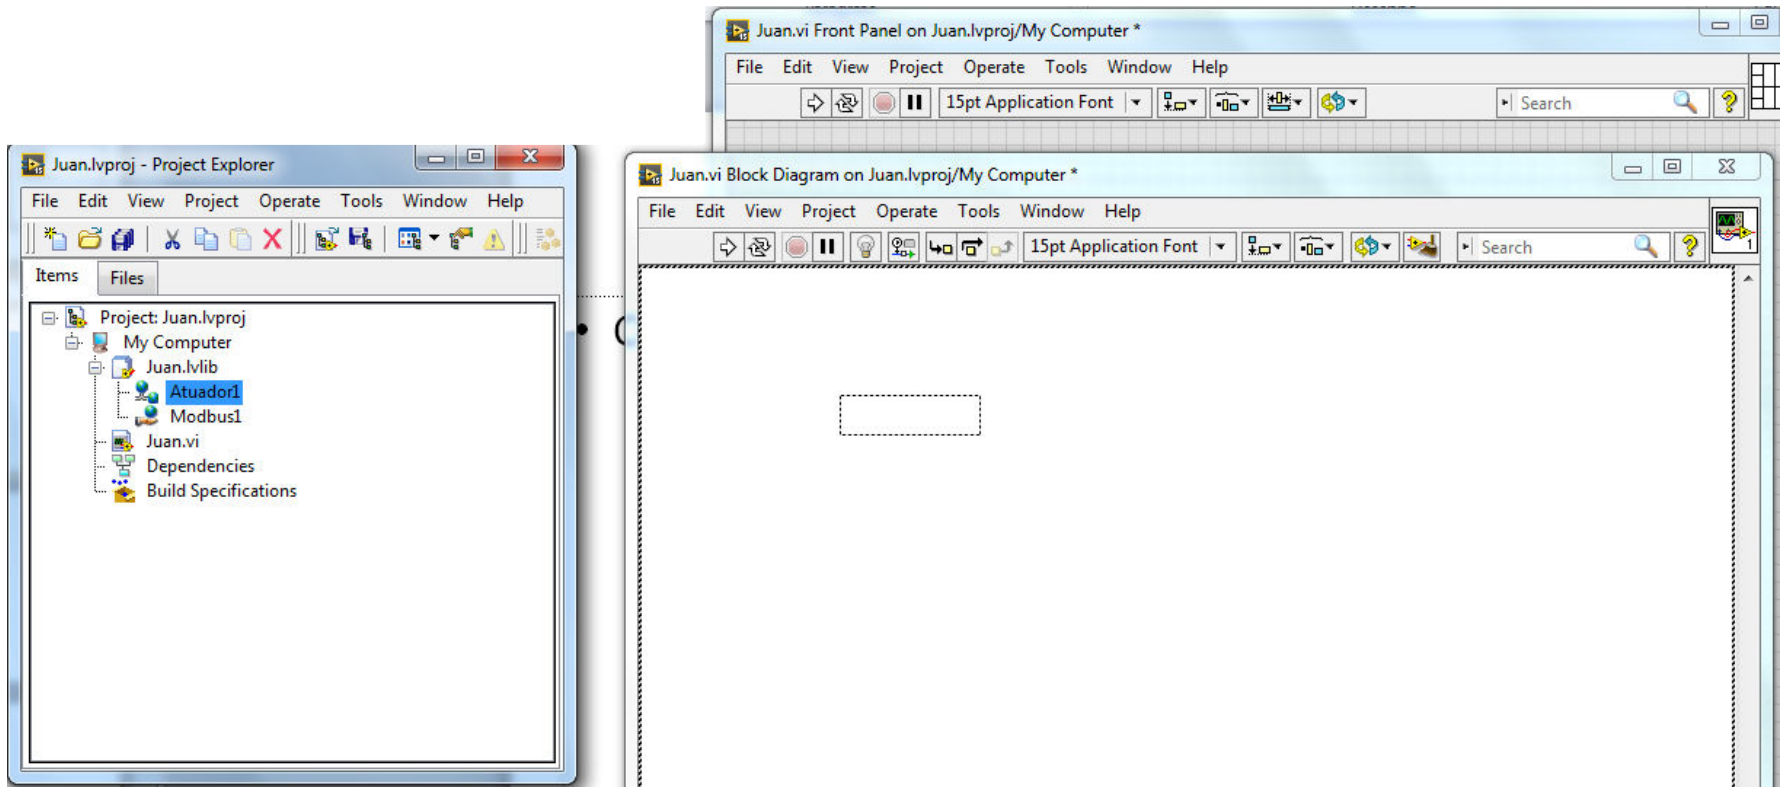 Juan.vi Front Panel on Juan.lvproj/My Computer *
File Edit View Project Operate Tools Window Help
15pt Application Font
Search
Juan.lvproj - Project Explorer
File Edit View Project Operate Tools Window Help
Items Files
Project: Juan.lvproj
My Computer
Juan.lvlib
Atuador1
Modbus1
Juan.vi
Dependencies
Build Specifications
Juan.vi Block Diagram on Juan.lvproj/My Computer *
File Edit View Project Operate Tools Window Help
15pt Application Font
Search
1